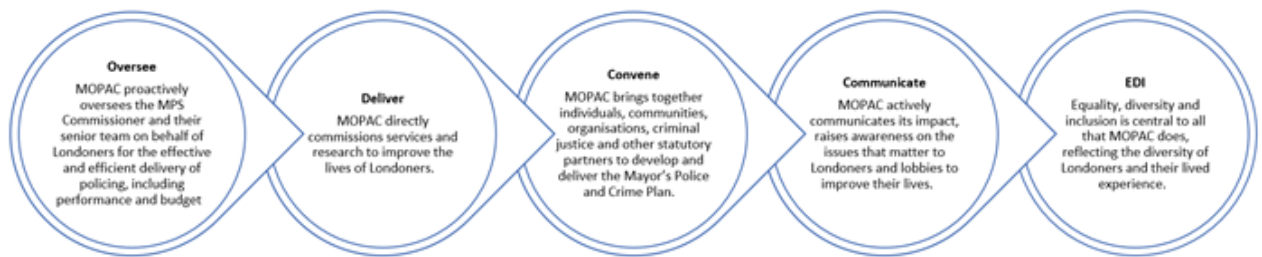 Oversee
MOPAC proactively
oversees the MPS
Commissioner and their
senior team on behalf of
Londoners for the effective
and efficient delivery of
policing, including
performance and budget
Deliver
MOPAC directly
commissions services and
research to improve the
lives of Londoners.
Convene
MOPAC brings together
individuals, communities,
organisations, criminal
justice and other statutory
partners to develop and
deliver the Mayor's Police
and Crime Plan.
Communicate
MOPAC actively
communicates its impact,
raises awareness on the
issues that matter to
Londoners and lobbies to
improve their lives.
EDI
Equality, diversity and
inclusion is central to all
that MOPAC does,
reflecting the diversity of
Londoners and their lived
experience.